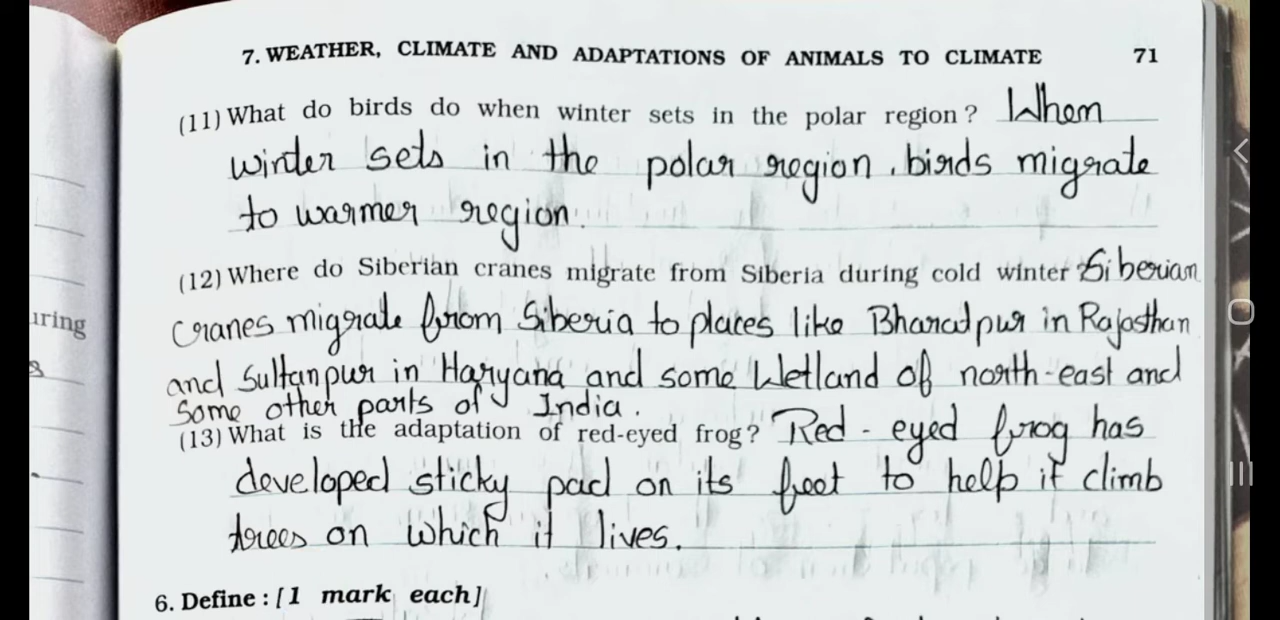 7. WEATHER, CLIMATE AND ADAPTATIONS OF ANIMALS TO CLIMATE 71
(11) What do birds do when winter sets in the polar region? When
winter sets in the polar region, birds migrate
to warmer region.
(12) Where do Siberian cranes migrate from Siberia during cold winter Siberian
Cranes migrate from Siberia to places like Bharatpur in Rajasthan
uring
and Sultanpur in Haryana and some Wetland of north-east and
some other parts of India.
(13) What is the adaptation of red-eyed frog? Red-eyed frog has
developed sticky pad on its feet to help it climb
trees on which it lives.
6. Define : [1 mark each]